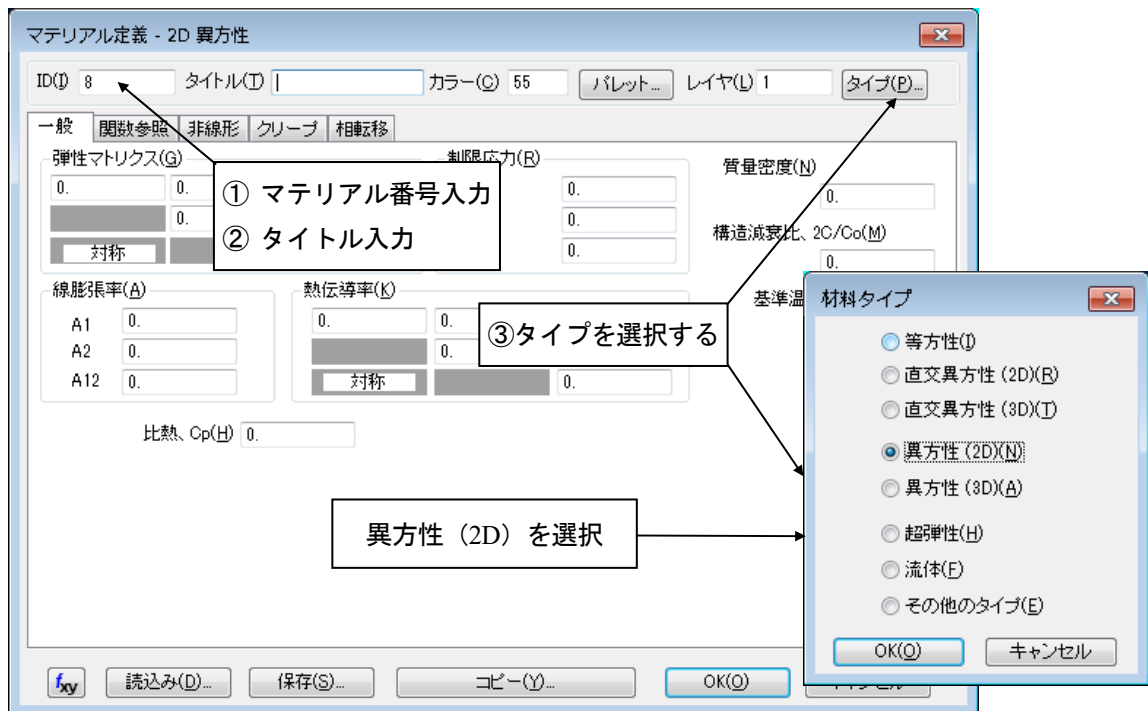 マテリアル定義 - 2D 異方性
ID(I) 8 タイトル(T) カラー(C) 55 パレット... レイヤ(L) 1 タイプ(P)...
一般 関数参照 非線形 クリープ 相転移
弾性マトリクス(G) 制限応力(R) 質量密度(N)
0. 0. 0. 0.
0. 0.
対称 0.
構造減衰比、2C/Co(M)
0.
① マテリアル番号入力
② タイトル入力
線膨張率(A) 熱伝導率(K) 基準温
A1 0. 0. 0.
A2 0. 0.
A12 0. 対称 0.
③タイプを選択する
比熱、Cp(H) 0.
異方性（2D）を選択
材料タイプ
等方性(I)
直交異方性 (2D)(R)
直交異方性 (3D)(T)
異方性 (2D)(N)
異方性 (3D)(A)
超弾性(H)
流体(F)
その他のタイプ(E)
OK(O) キャンセル
fxy 読込み(D)... 保存(S)... コピー(Y)... OK(O)